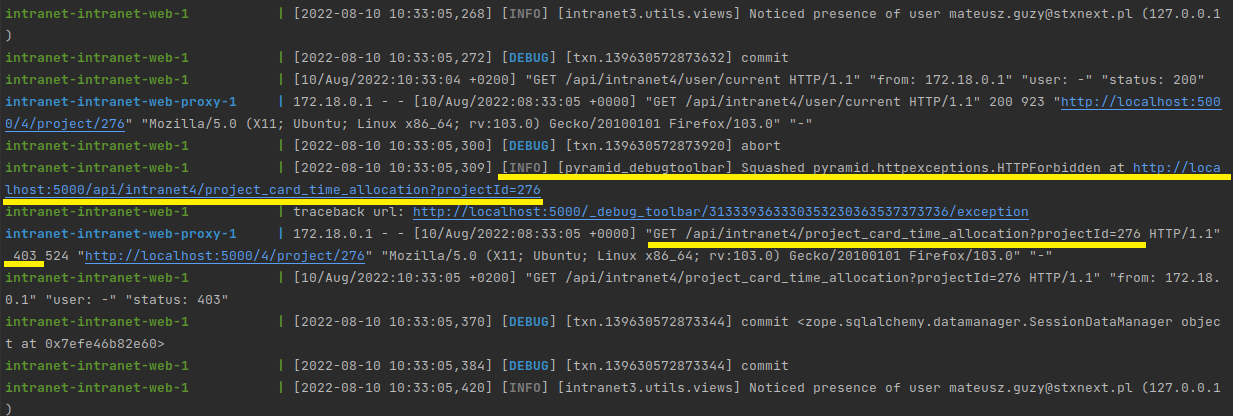 intranet-intranet-web-1 | [2022-08-10 10:33:05,268] [INFO] [intranet3.utils.views] Noticed presence of user mateusz.guzy@stxnext.pl (127.0.0.1
)
intranet-intranet-web-1 | [2022-08-10 10:33:05,272] [DEBUG] [txn.139630572873632] commit
intranet-intranet-web-1 | [10/Aug/2022:10:33:04 +0200] "GET /api/intranet4/user/current HTTP/1.1" "from: 172.18.0.1" "user: -" "status: 200"
intranet-intranet-web-proxy-1 | 172.18.0.1 - - [10/Aug/2022:08:33:05 +0000] "GET /api/intranet4/user/current HTTP/1.1" 200 923 "http://localhost:500
0/4/project/276" "Mozilla/5.0 (X11; Ubuntu; Linux x86_64; rv:103.0) Gecko/20100101 Firefox/103.0" "-"
intranet-intranet-web-1 | [2022-08-10 10:33:05,300] [DEBUG] [txn.139630572873920] abort
intranet-intranet-web-1 | [2022-08-10 10:33:05,309] [INFO] [pyramid_debugtoolbar] Squashed pyramid.httpexceptions.HTTPForbidden at http://loca
lhost:5000/api/intranet4/project_card_time_allocation?projectId=276
intranet-intranet-web-1 | traceback url: http://localhost:5000/_debug_toolbar/313339363330353230363537373736/exception
intranet-intranet-web-proxy-1 | 172.18.0.1 - - [10/Aug/2022:08:33:05 +0000] "GET /api/intranet4/project_card_time_allocation?projectId=276 HTTP/1.1"
403 524 "http://localhost:5000/4/project/276" "Mozilla/5.0 (X11; Ubuntu; Linux x86_64; rv:103.0) Gecko/20100101 Firefox/103.0" "-"
intranet-intranet-web-1 | [10/Aug/2022:10:33:05 +0200] "GET /api/intranet4/project_card_time_allocation?projectId=276 HTTP/1.1" "from: 172.18.
0.1" "user: -" "status: 403"
intranet-intranet-web-1 | [2022-08-10 10:33:05,370] [DEBUG] [txn.139630572873344] commit <zope.sqlalchemy.datamanager.SessionDataManager objec
t at 0x7efe46b82e60>
intranet-intranet-web-1 | [2022-08-10 10:33:05,384] [DEBUG] [txn.139630572873344] commit
intranet-intranet-web-1 | [2022-08-10 10:33:05,420] [INFO] [intranet3.utils.views] Noticed presence of user mateusz.guzy@stxnext.pl (127.0.0.1
)